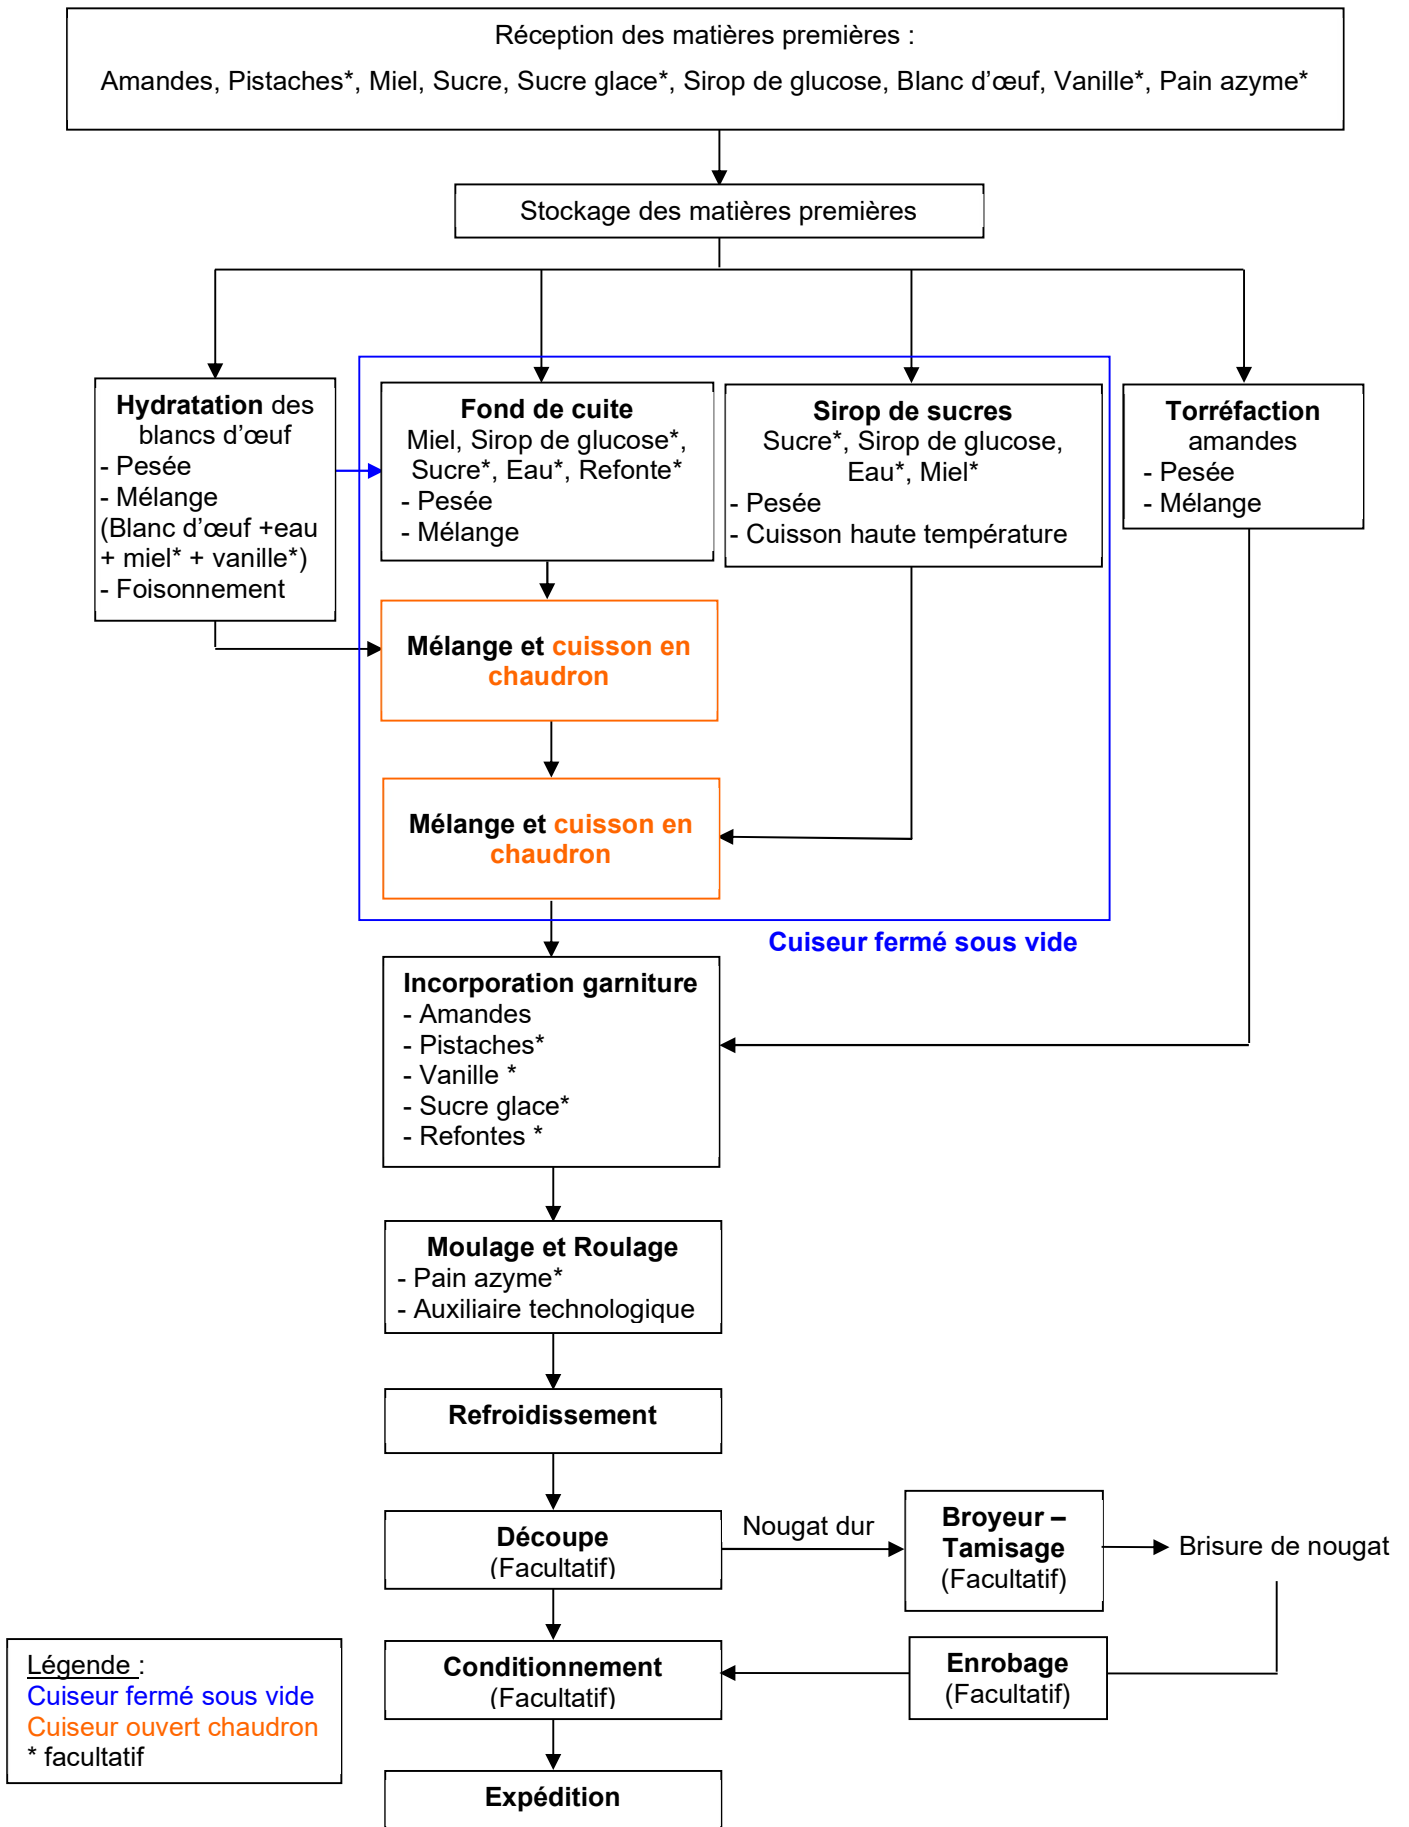 Réception des matières premières :
Amandes, Pistaches*, Miel, Sucre, Sucre glace*, Sirop de glucose, Blanc d'œuf, Vanille*, Pain azyme*
Stockage des matières premières
Hydratation des
blancs d'œuf
- Pesée
- Mélange
(Blanc d'œuf +eau
+ miel* + vanille*)
- Foisonnement
Fond de cuite
Miel, Sirop de glucose*,
Sucre*, Eau*, Refonte*
- Pesée
- Mélange
Sirop de sucres
Sucre*, Sirop de glucose,
Eau*, Miel*
- Pesée
- Cuisson haute température
Torréfaction
amandes
- Pesée
- Mélange
Mélange et cuisson en
chaudron
Mélange et cuisson en
chaudron
Cuiseur fermé sous vide
Incorporation garniture
- Amandes
- Pistaches*
- Vanille *
- Sucre glace*
- Refontes *
Moulage et Roulage
- Pain azyme*
- Auxiliaire technologique
Refroidissement
Découpe
(Facultatif)
Nougat dur
Broyeur –
Tamisage
(Facultatif)
Brisure de nougat
Conditionnement
(Facultatif)
Enrobage
(Facultatif)
Légende :
Cuiseur fermé sous vide
Cuiseur ouvert chaudron
* facultatif
Expédition